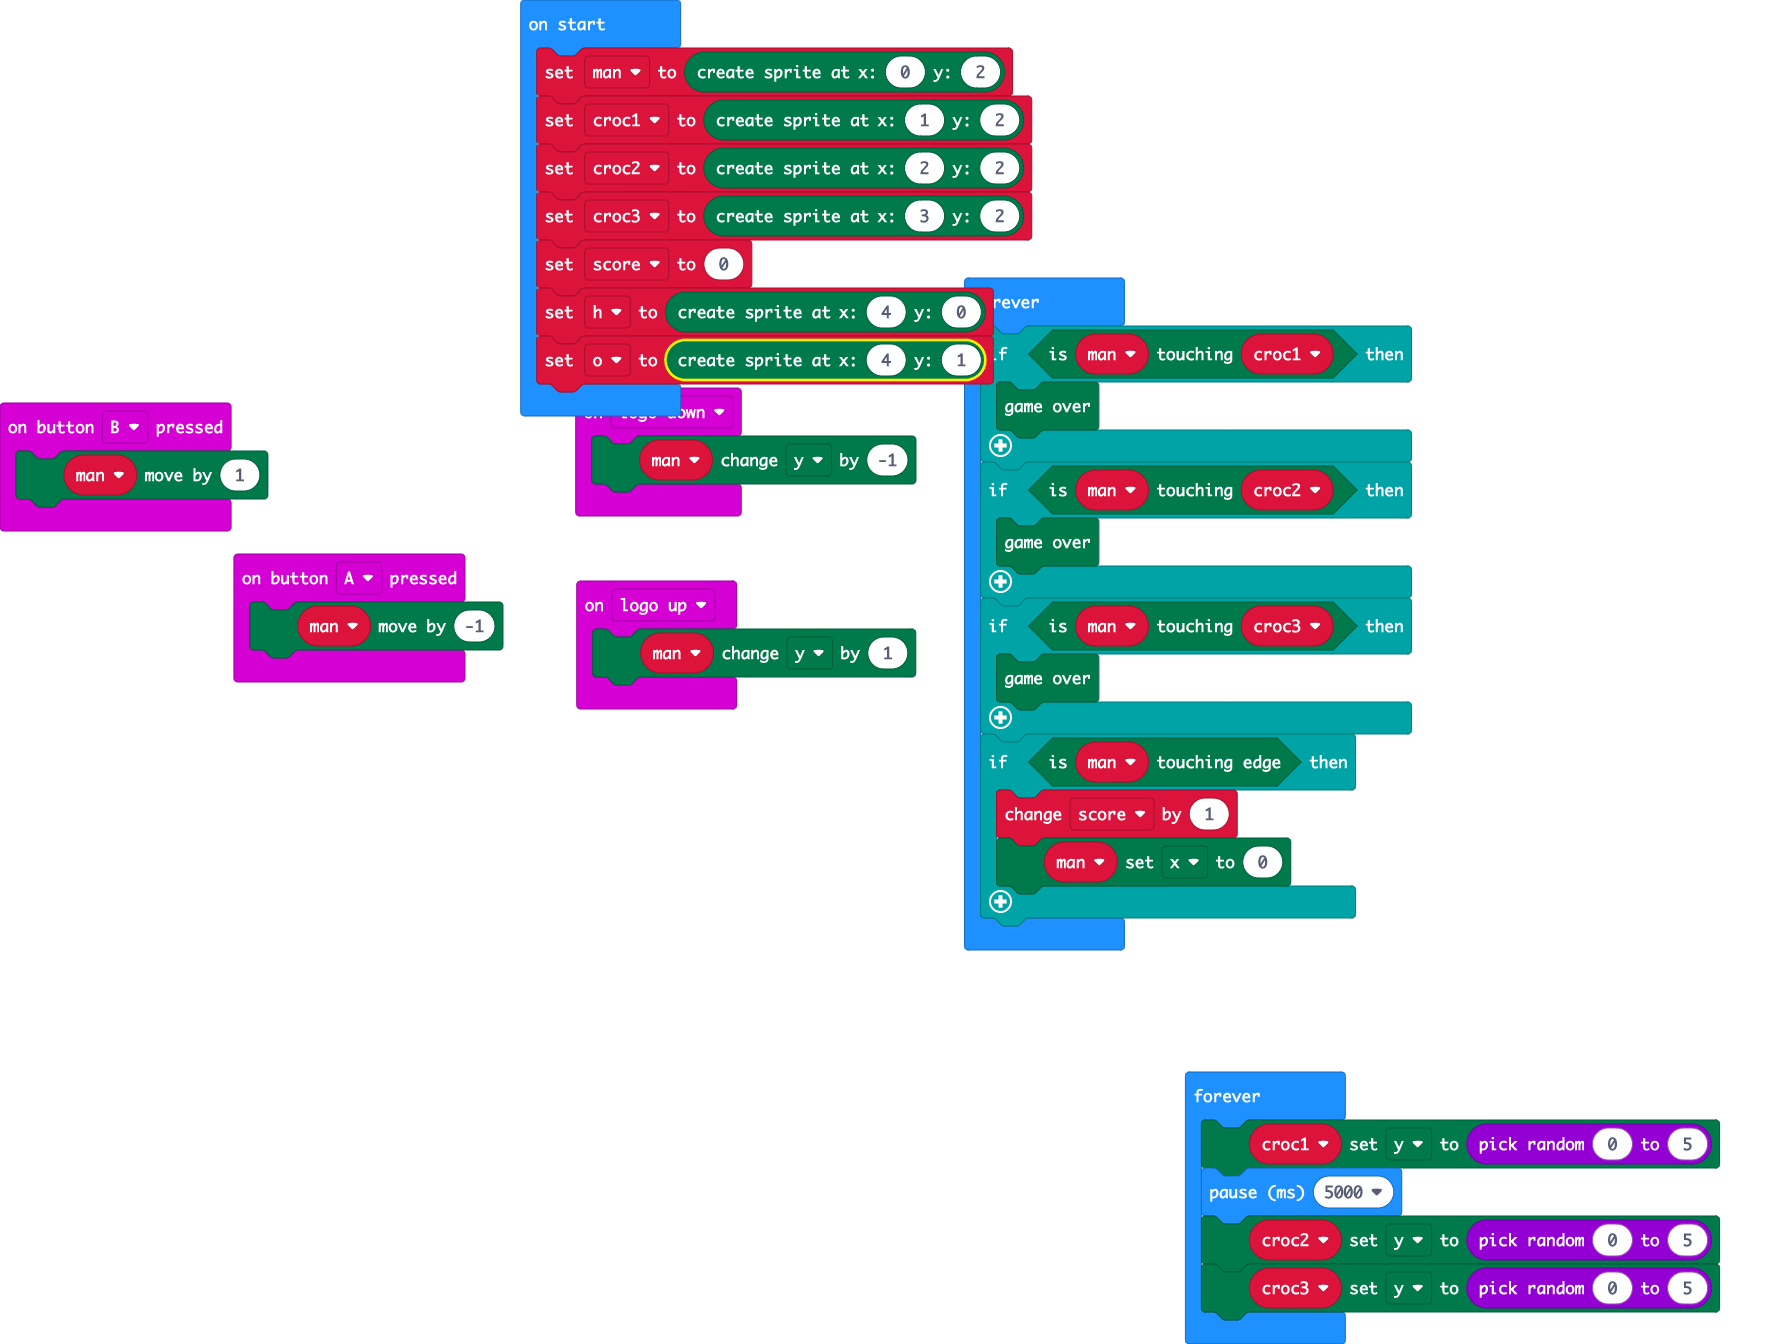 on start
set man to create sprite at x: 0 y: 2
set croc1 to create sprite at x: 1 y: 2
set croc2 to create sprite at x: 2 y: 2
set croc3 to create sprite at x: 3 y: 2
set score to 0
set h to create sprite at x: 4 y: 0
set o to create sprite at x: 4 y: 1
on button B pressed
man move by 1
on button A pressed
man move by -1
on logo down
man change y by -1
on logo up
man change y by 1
rever
if is man touching croc1 then
game over
if is man touching croc2 then
game over
if is man touching croc3 then
game over
if is man touching edge then
change score by 1
man set x to 0
forever
croc1 set y to pick random 0 to 5
pause (ms) 5000
croc2 set y to pick random 0 to 5
croc3 set y to pick random 0 to 5